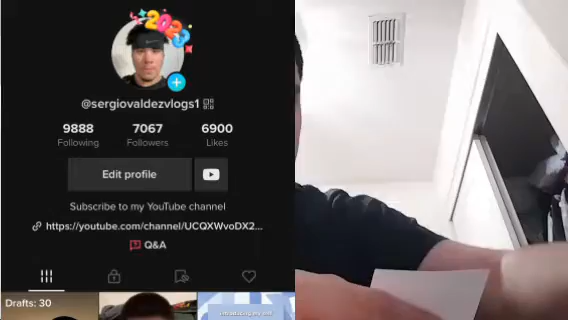 2023
@sergiovaldezvlogs1
9888 7067 6900
Following Followers Likes
Edit profile
Subscribe to my YouTube channel
https://youtube.com/channel/UCQXWvoDX2...
Q&A
Drafts: 30